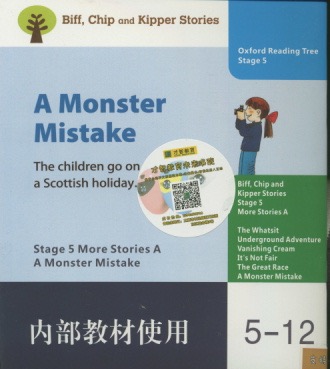 Biff, Chip and Kipper Stories
Oxford Reading Tree
Stage 5
A Monster
Mistake
The children go on
a Scottish holiday.
Biff, Chip and
Kipper Stories
Stage 5
More Stories A
The Whatsit
Underground Adventure
Vanishing Cream
It's Not Fair
The Great Race
A Monster Mistake
Stage 5 More Stories A
A Monster Mistake
内部教材使用
5-12